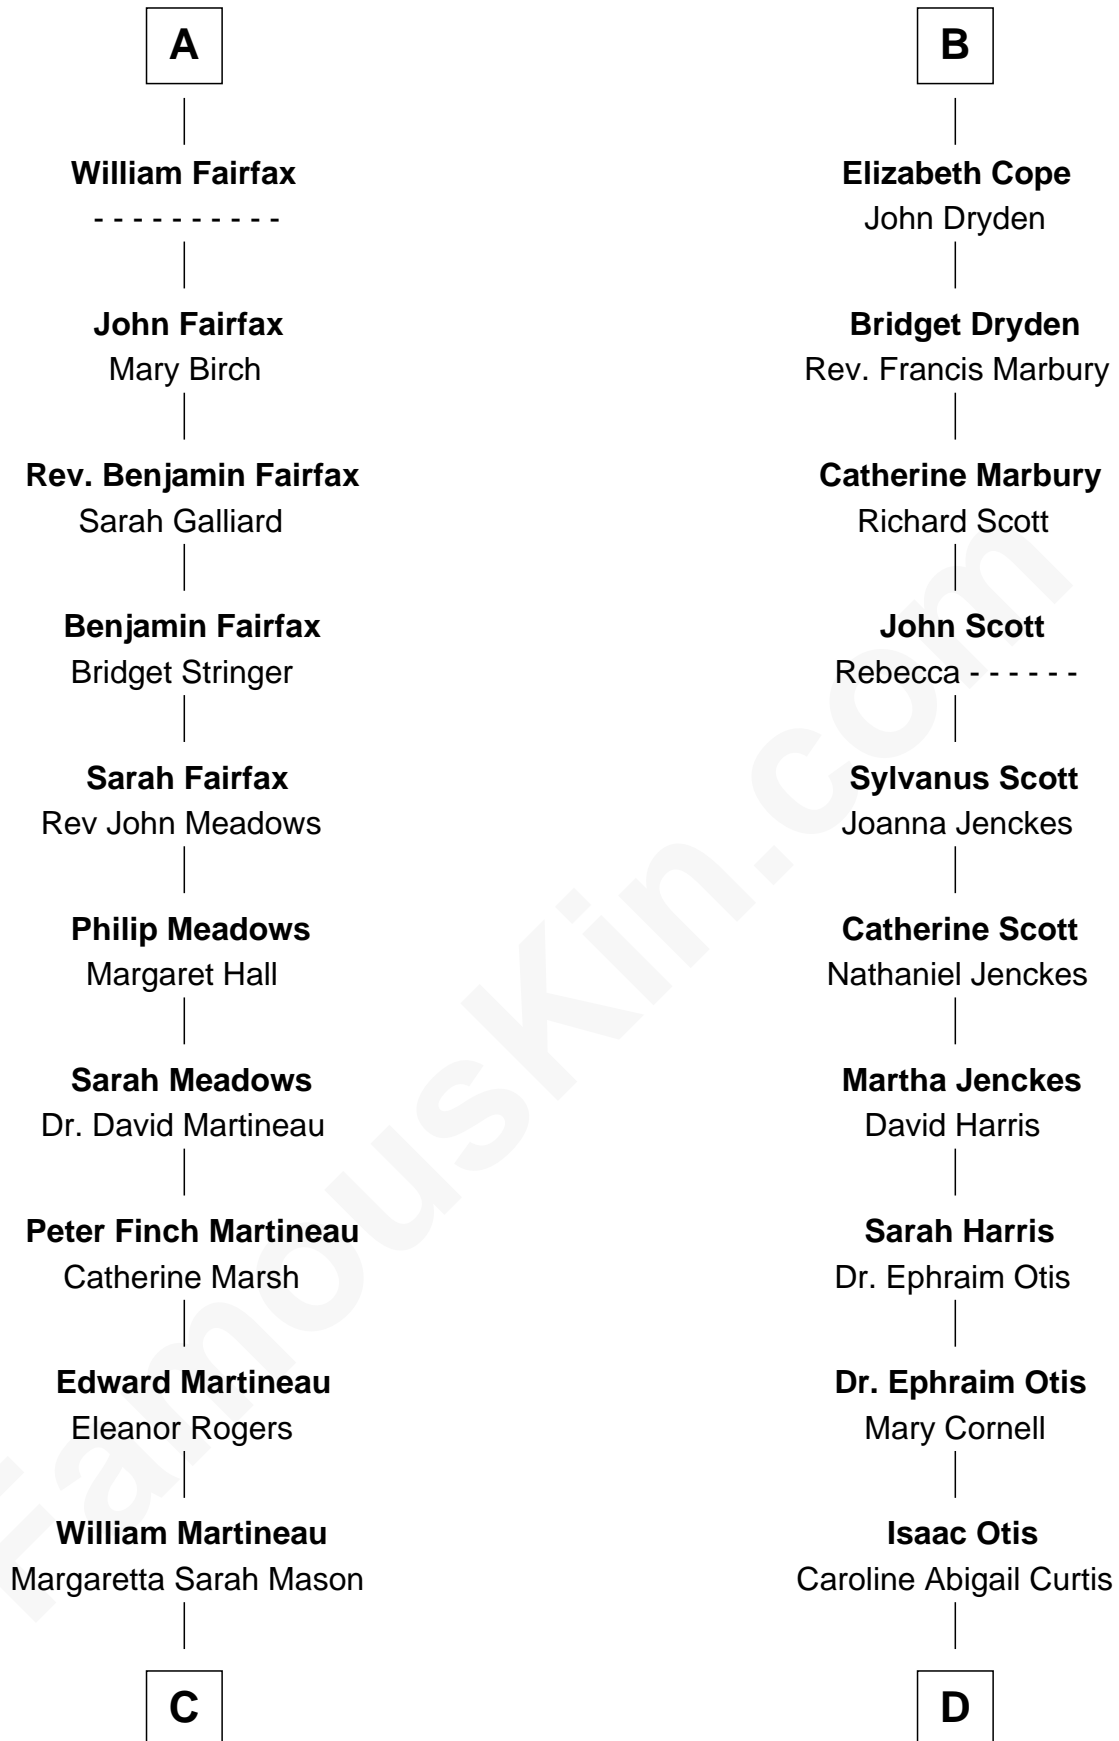 A
William Fairfax
- - - - - - - - - -
John Fairfax
Mary Birch
Rev. Benjamin Fairfax
Sarah Galliard
Benjamin Fairfax
Bridget Stringer
Sarah Fairfax
Rev John Meadows
Philip Meadows
Margaret Hall
Sarah Meadows
Dr. David Martineau
Peter Finch Martineau
Catherine Marsh
Edward Martineau
Eleanor Rogers
William Martineau
Margaretta Sarah Mason
C
B
Elizabeth Cope
John Dryden
Bridget Dryden
Rev. Francis Marbury
Catherine Marbury
Richard Scott
John Scott
Rebecca - - - - - -
Sylvanus Scott
Joanna Jenckes
Catherine Scott
Nathaniel Jenckes
Martha Jenckes
David Harris
Sarah Harris
Dr. Ephraim Otis
Dr. Ephraim Otis
Mary Cornell
Isaac Otis
Caroline Abigail Curtis
D
FamousKin.com